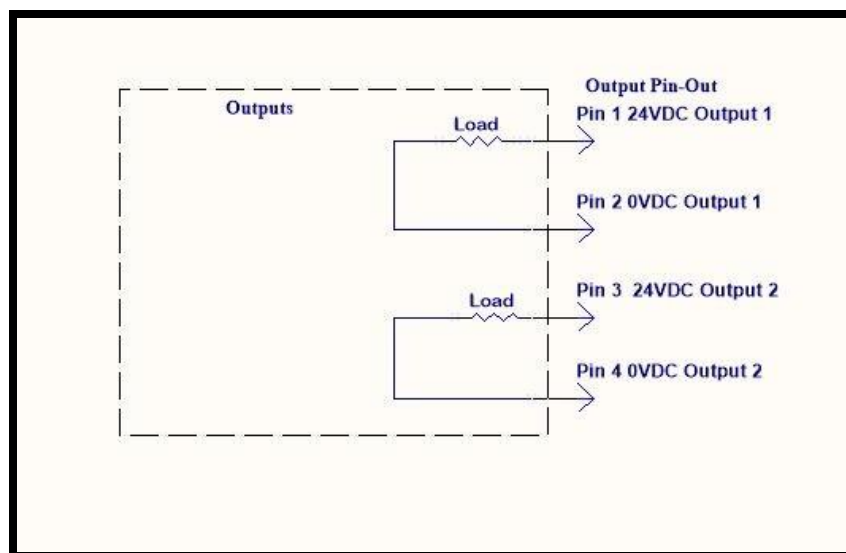 Outputs
Output Pin-Out
Load
Pin 1 24VDC Output 1
Pin 2 0VDC Output 1
Load
Pin 3 24VDC Output 2
Pin 4 0VDC Output 2